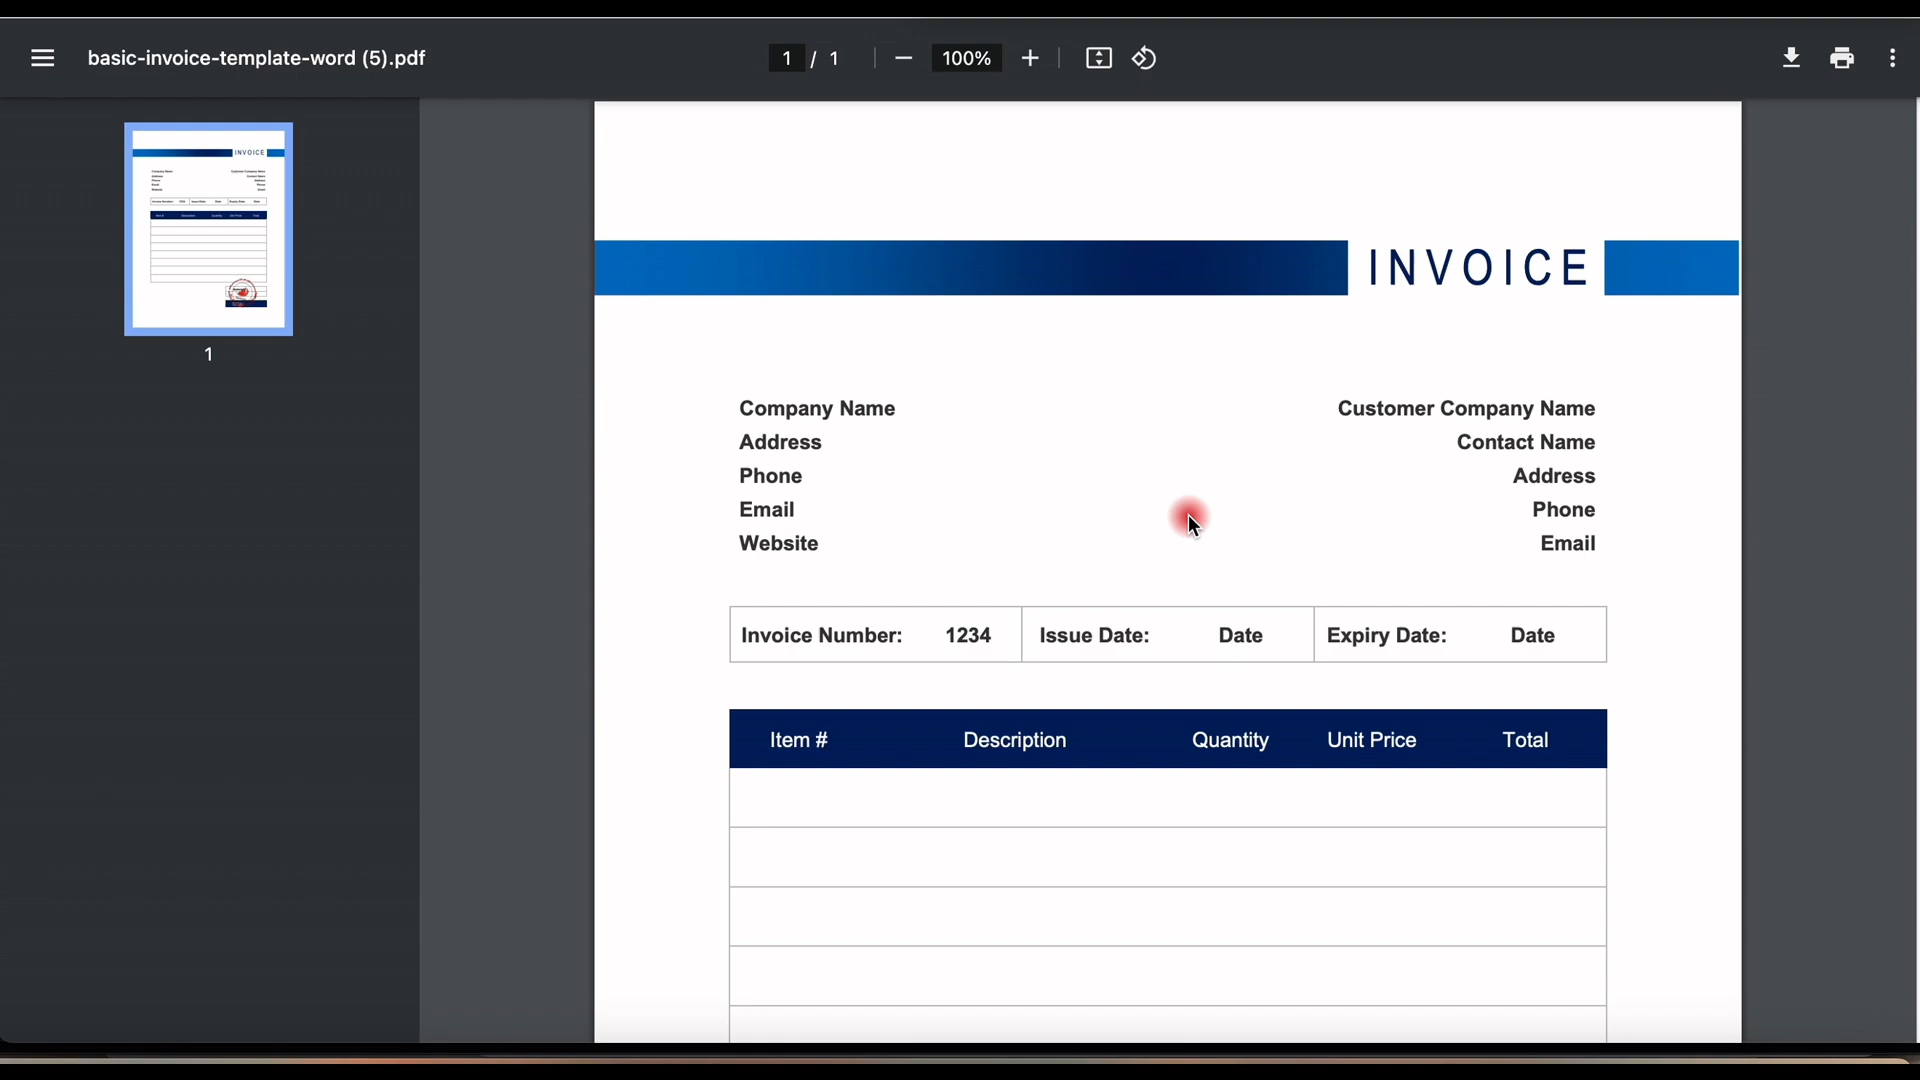 basic-invoice-template-word (5).pdf
1 / 1
100%
1
INVOICE
Company Name
Address
Phone
Email
Website
Customer Company Name
Contact Name
Address
Phone
Email
Invoice Number: 1234 Issue Date: Date Expiry Date: Date
Item # Description Quantity Unit Price Total